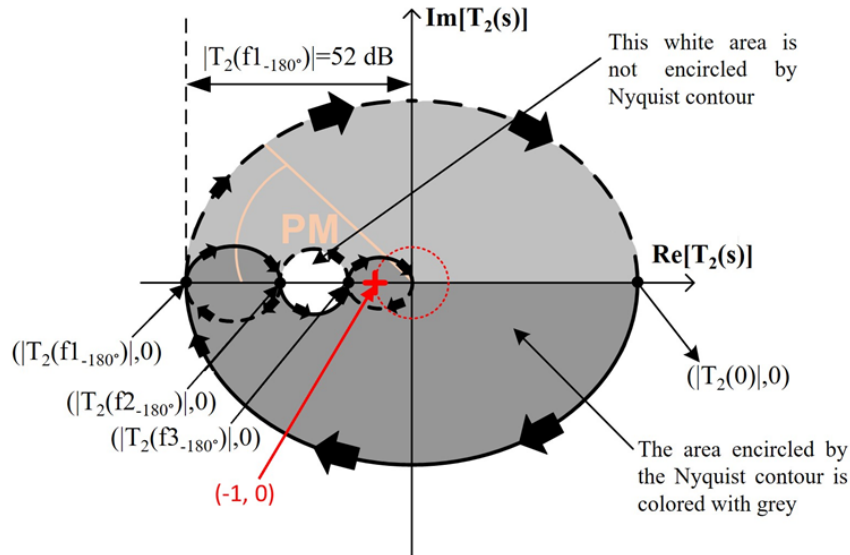 Im[T₂(s)]
|T₂(f1₋₁₈₀°)|=52 dB
This white area is
not encircled by
Nyquist contour
PM
Re[T₂(s)]
(|T₂(f1₋₁₈₀°)|,0)
(|T₂(0)|,0)
(|T₂(f2₋₁₈₀°)|,0)
(|T₂(f3₋₁₈₀°)|,0)
The area encircled by
the Nyquist contour is
colored with grey
(-1, 0)